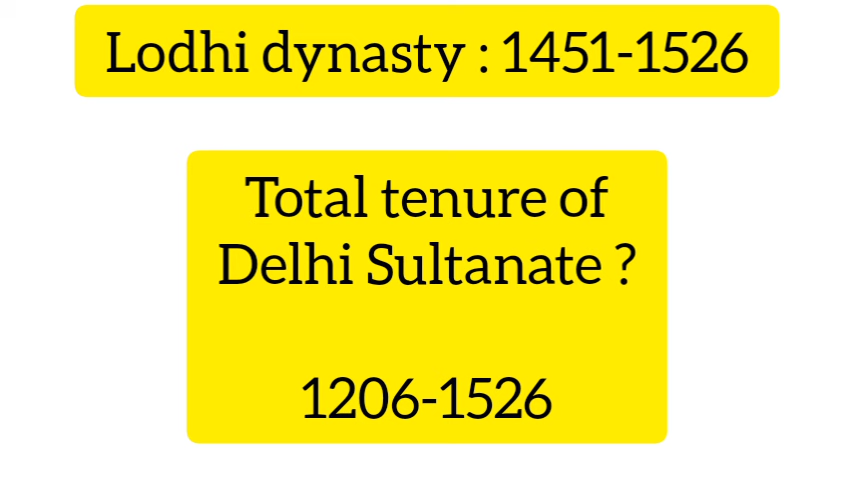 Lodhi dynasty : 1451-1526
Total tenure of
Delhi Sultanate ?
1206-1526